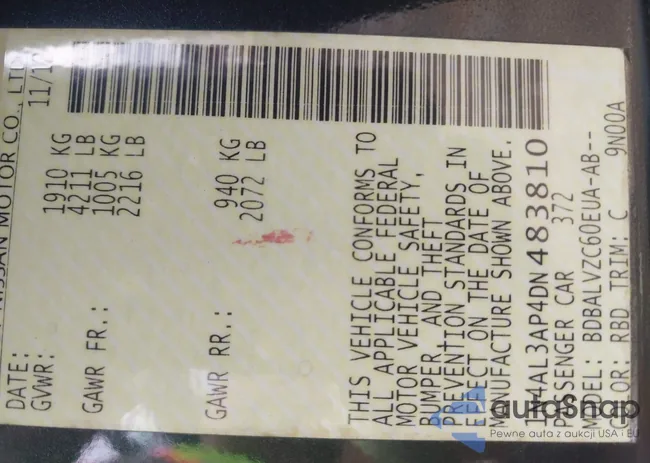 NISSAN MOTOR CO., LTD
DATE: 11/1
GVWR: 1910 KG
4211 LB
GAWR FR.: 1005 KG
2216 LB
GAWR RR.: 940 KG
2072 LB
THIS VEHICLE CONFORMS TO
ALL APPLICABLE FEDERAL
MOTOR VEHICLE SAFETY,
BUMPER AND THEFT
PREVENTION STANDARDS IN
EFFECT ON THE DATE OF
MANUFACTURE SHOWN ABOVE.
1N4AL3AP4DN483810
PASSENGER CAR 372
MODEL: BDBALVZC60EUA-AB--
COLOR: RBD TRIM: C 9N00A
autoSnap
Pewne auta z aukcji USA i EU